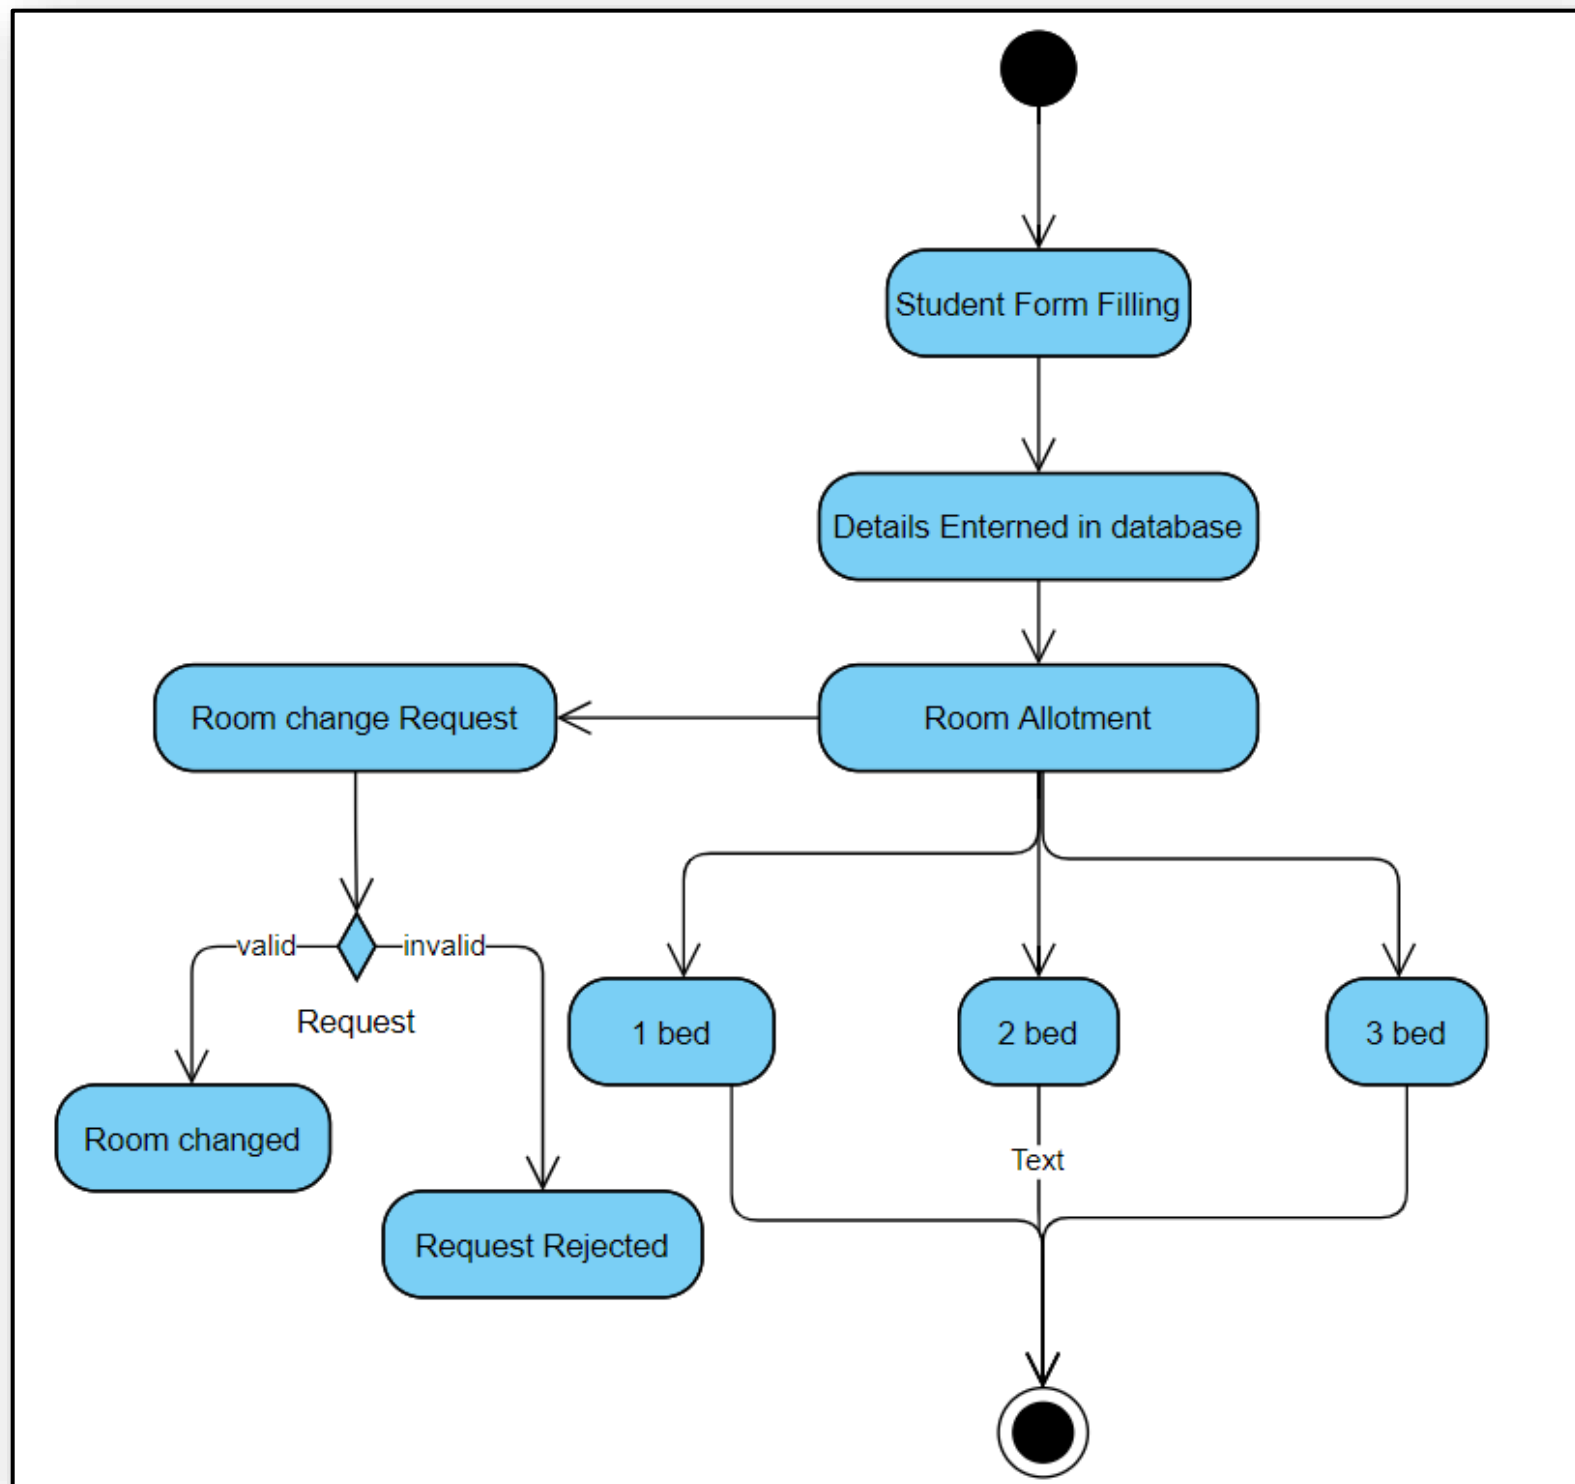 Student Form Filling
Details Enterned in database
Room change Request
Room Allotment
valid
invalid
Request
1 bed
2 bed
3 bed
Room changed
Text
Request Rejected